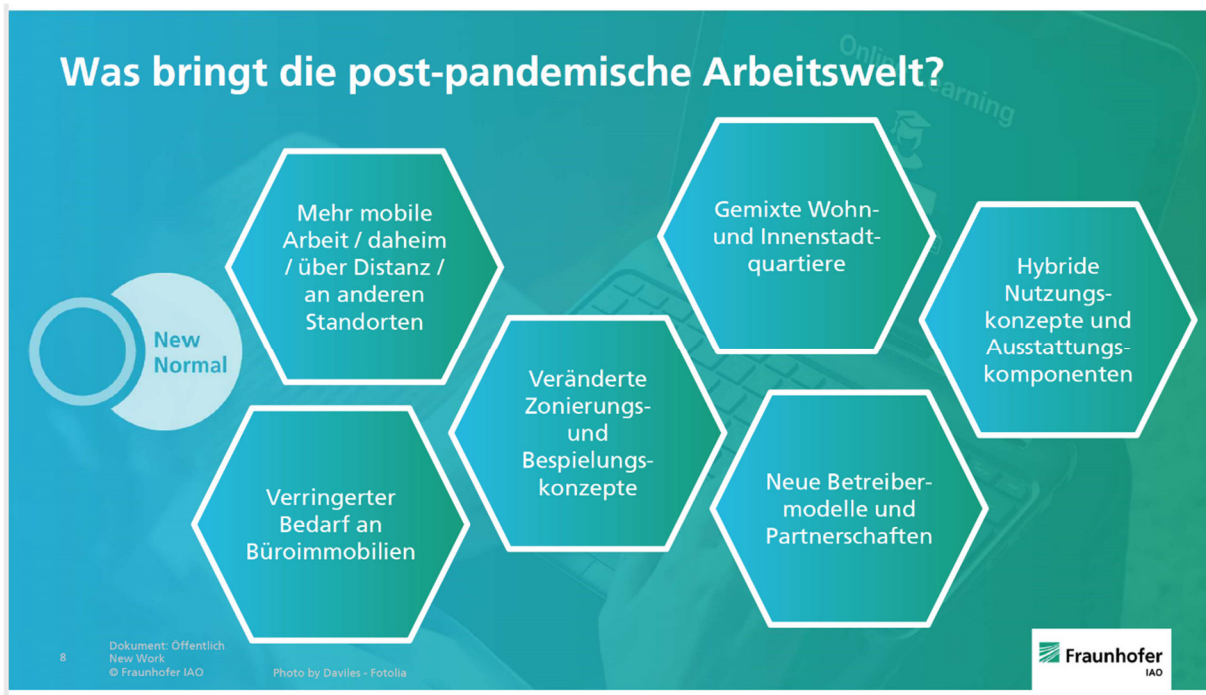 Was bringt die post-pandemische Arbeitswelt?
Online Learning
New
Normal
Mehr mobile
Arbeit / daheim
/ über Distanz /
an anderen
Standorten
Verringerter
Bedarf an
Büroimmobilien
Veränderte
Zonierungs-
und
Bespielungs-
konzepte
Gemixte Wohn-
und Innenstadt-
quartiere
Neue Betreiber-
modelle und
Partnerschaften
Hybride
Nutzungs-
konzepte und
Ausstattungs-
komponenten
8
Dokument: Öffentlich
New Work
© Fraunhofer IAO
Photo by Daviles - Fotolia
Fraunhofer
IAO